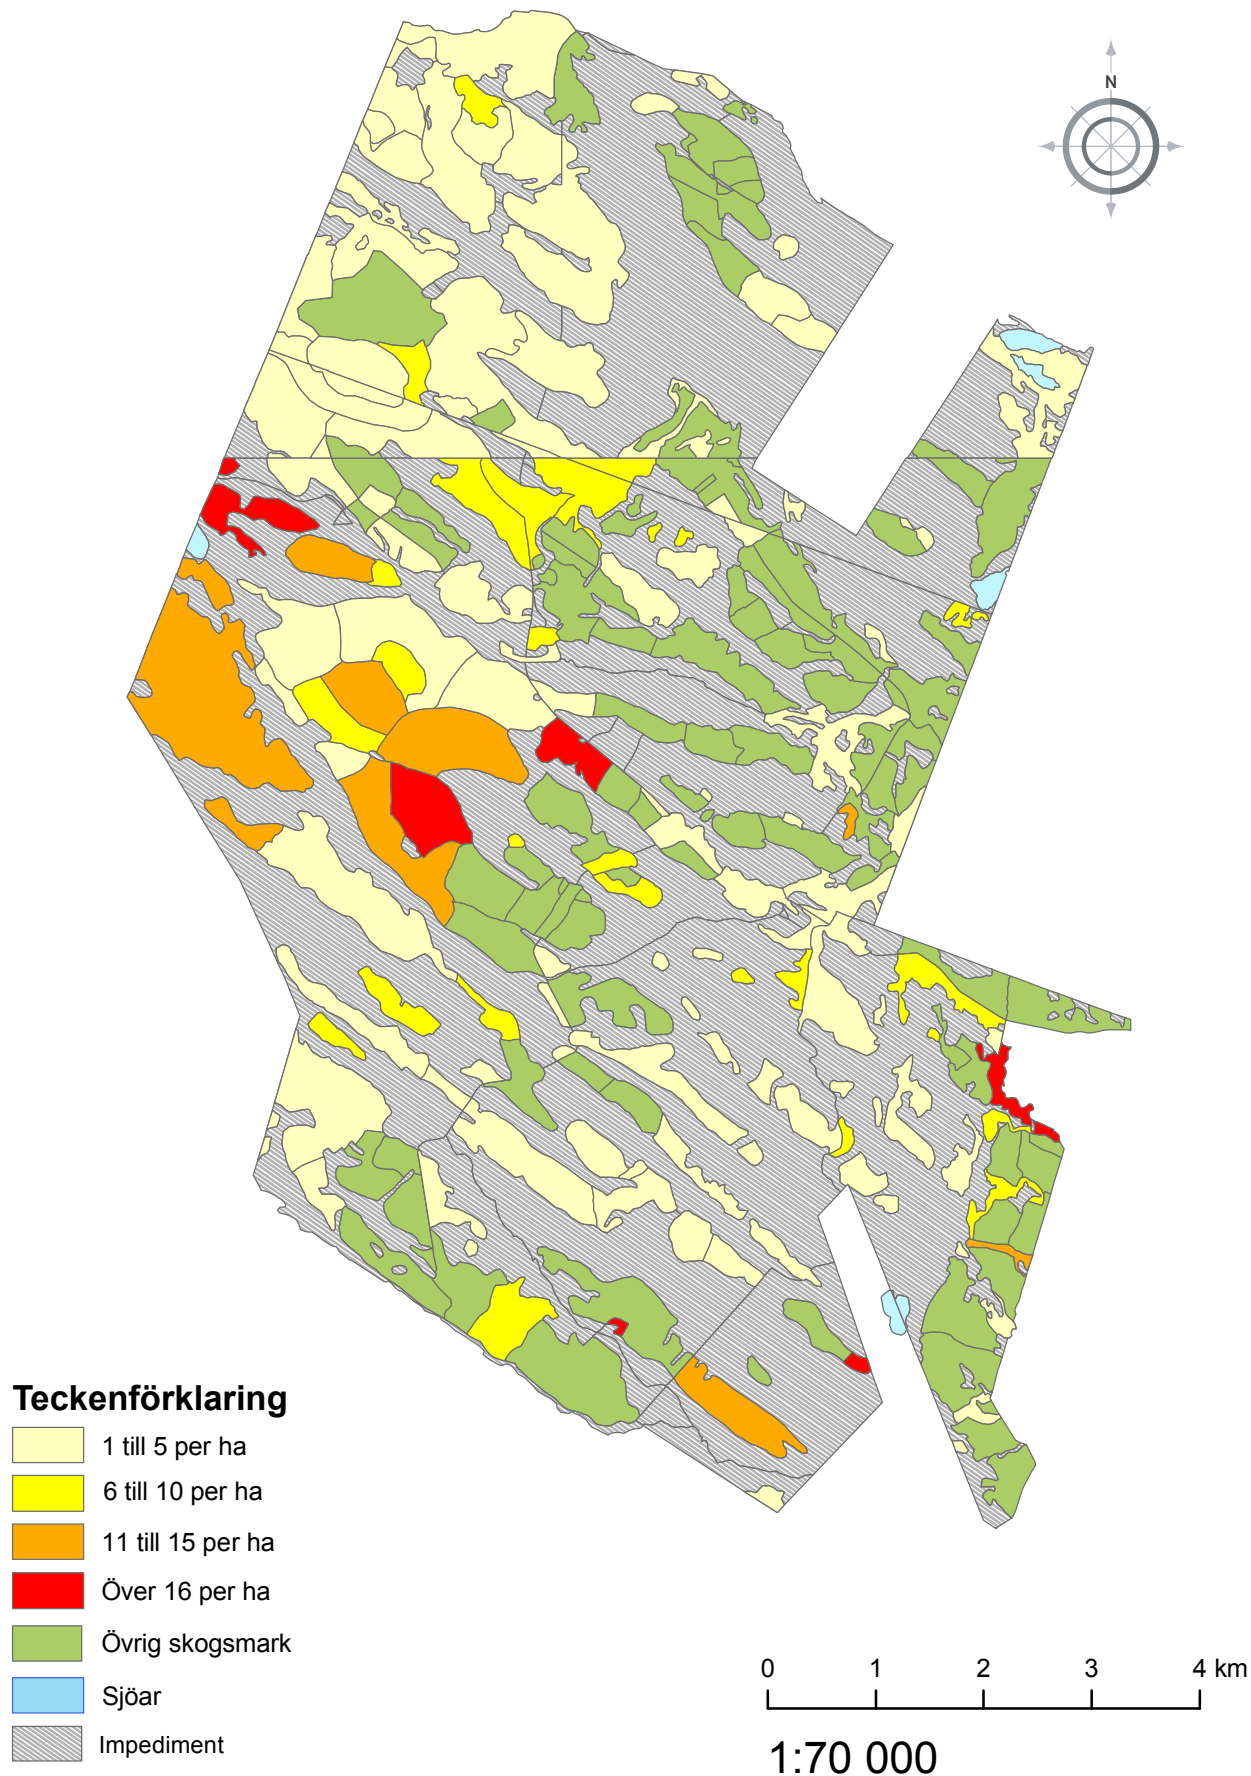 N
Teckenförklaring
1 till 5 per ha
6 till 10 per ha
11 till 15 per ha
Över 16 per ha
Övrig skogsmark
Sjöar
Impediment
0 1 2 3 4 km
1:70 000